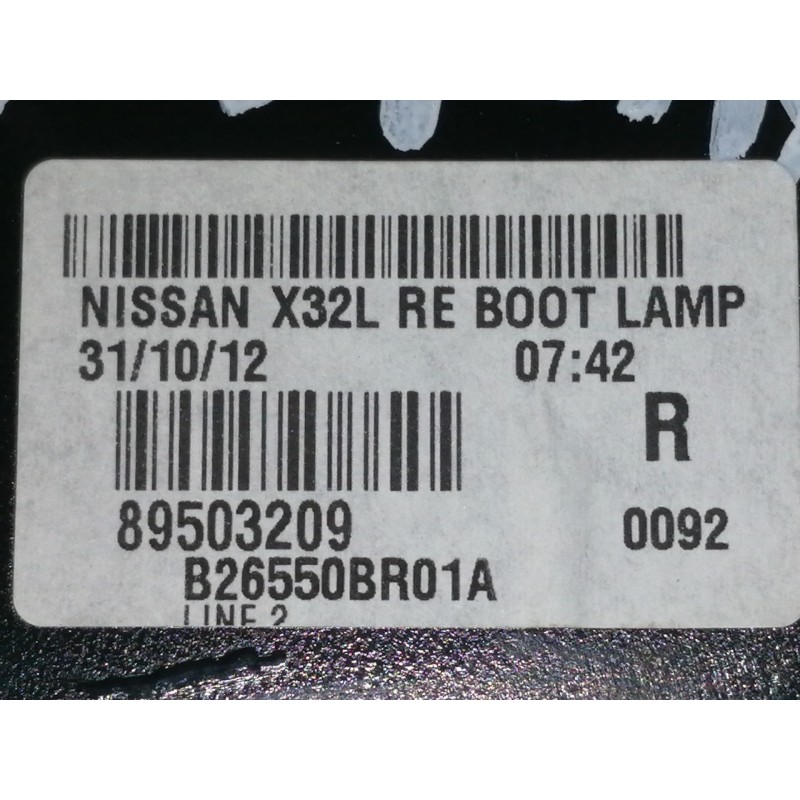 NISSAN X32L RE BOOT LAMP
31/10/12 07:42
R
89503209 0092
B26550BR01A
LINE 2